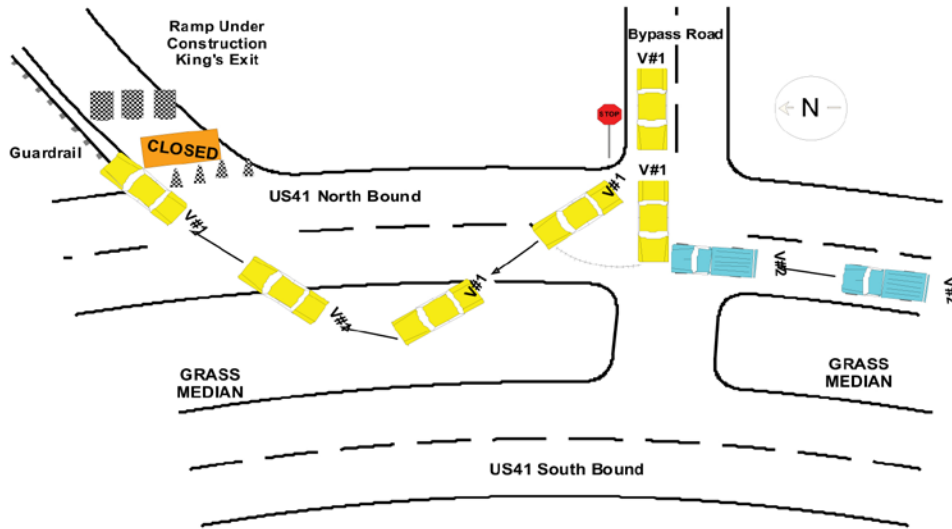 Ramp Under
Construction
King's Exit
Bypass Road
V#1
STOP
N
CLOSED
Guardrail
V#1
V#1
US41 North Bound
V#1
V#1
V#2
V#2
V#1
GRASS
MEDIAN
GRASS
MEDIAN
US41 South Bound